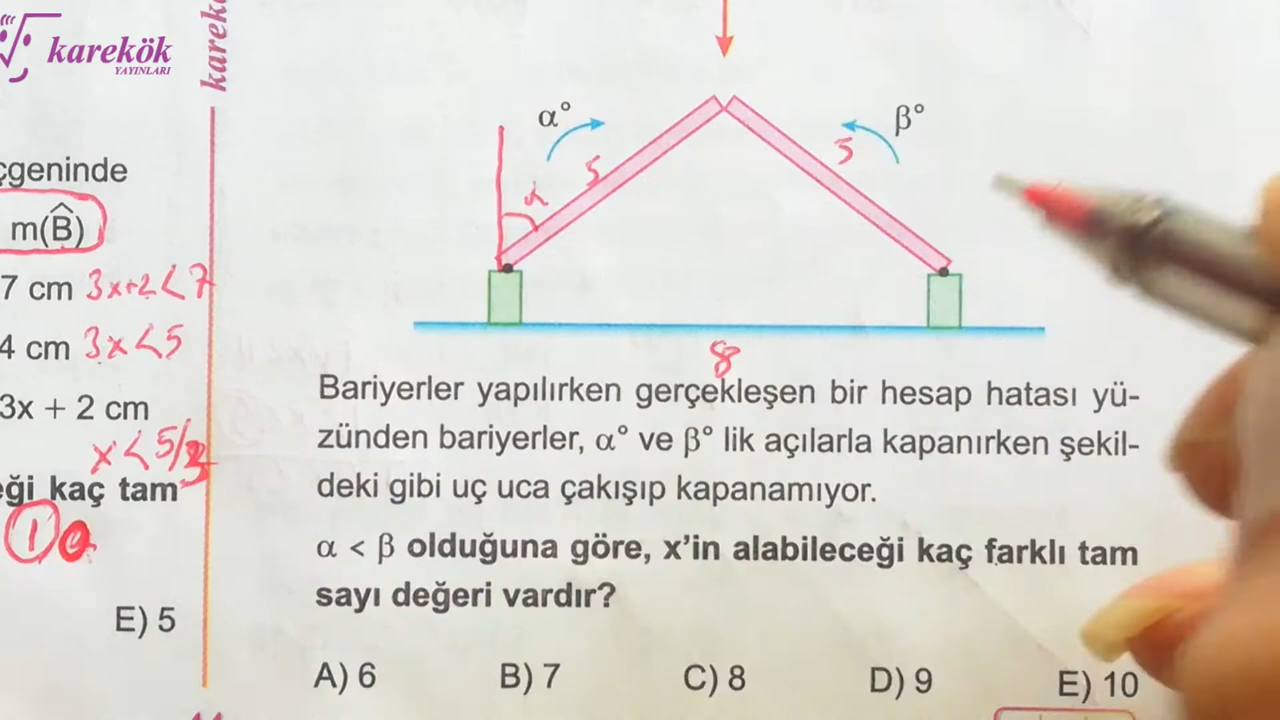 karekök
YAYINLARI
karek
çgeninde
m(B̂)
7 cm 3x+2<7
4 cm 3x<5
3x + 2 cm
x<5/3
eği kaç tam
1
E) 5
α°
β°
α
5
5
8
Bariyerler yapılırken gerçekleşen bir hesap hatası yü-
zünden bariyerler, α° ve β° lik açılarla kapanırken şekil-
deki gibi uç uca çakışıp kapanamıyor.
α < β olduğuna göre, x'in alabileceği kaç farklı tam
sayı değeri vardır?
A) 6 B) 7 C) 8 D) 9 E) 10